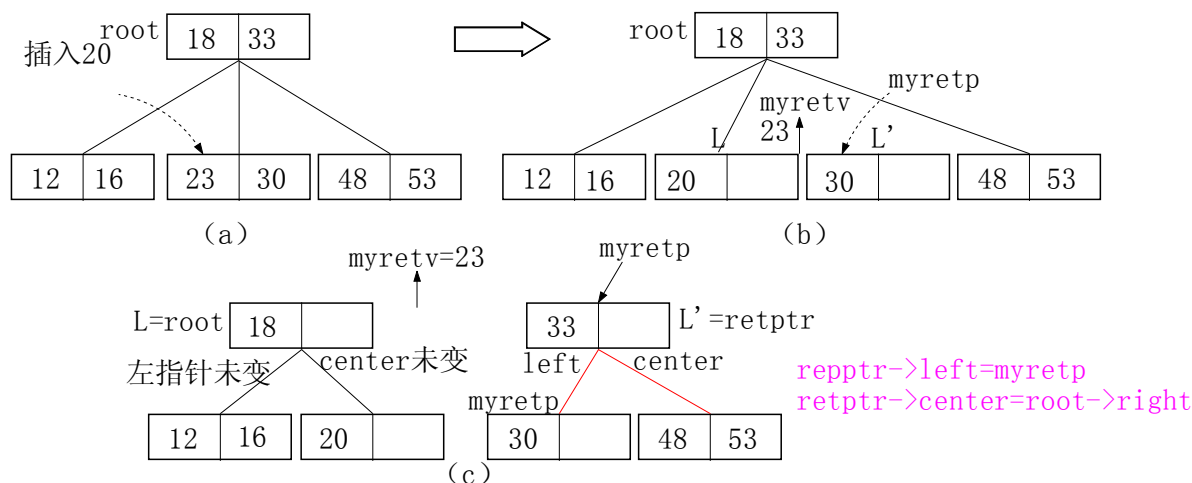 root
18 33
插入20
12 16
23 30
48 53
(a)
root
18 33
myretp
myretv
23
L
L'
12 16
20
30
48 53
(b)
myretv=23
myretp
L=root
18
33
L'=retptr
左指针未变
center未变
left
center
repptr->left=myretp
retptr->center=root->right
myretp
12 16
20
30
48 53
(c)